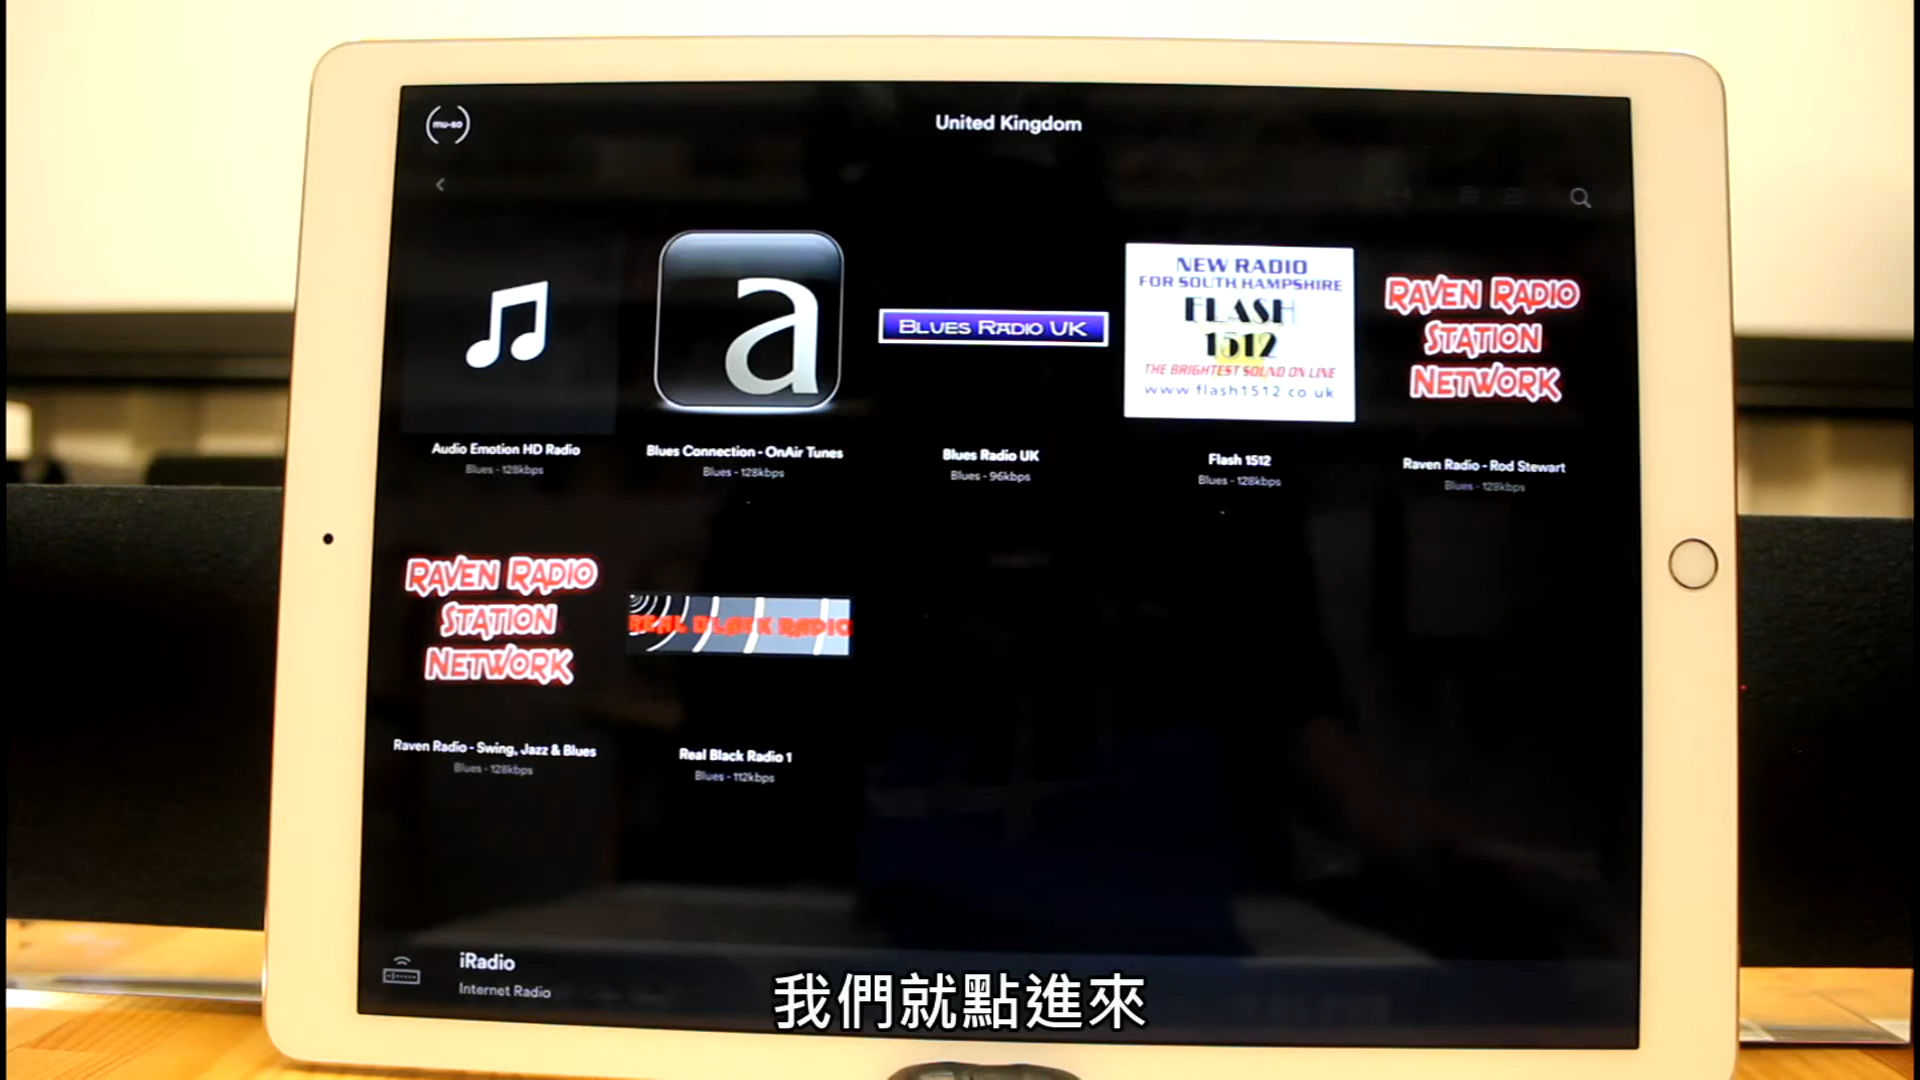 mu-so
United Kingdom
a
BLUES RADIO UK
NEW RADIO
FOR SOUTH HAMPSHIRE
FLASH
1512
THE BRIGHTEST SOUND ON LINE
www.flash1512.co.uk
RAVEN RADIO
STATION
NETWORK
Audio Emotion HD Radio
Blues - 128kbps
Blues Connection - OnAir Tunes
Blues - 128kbps
Blues Radio UK
Blues - 96kbps
Flash 1512
Blues - 128kbps
Raven Radio - Rod Stewart
Blues - 128kbps
RAVEN RADIO
STATION
NETWORK
REAL BLACK RADIO
Raven Radio - Swing, Jazz & Blues
Blues - 128kbps
Real Black Radio 1
Blues - 112kbps
iRadio
Internet Radio
我們就點進來